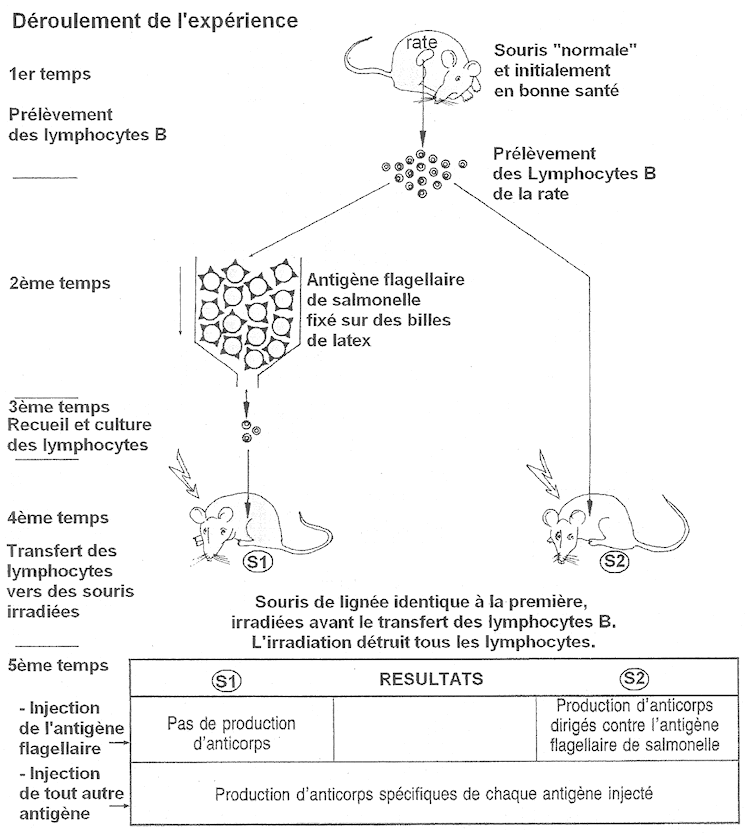 Déroulement de l'expérience
rate
Souris "normale"
et initialement
en bonne santé
1er temps
Prélèvement
des lymphocytes B
Prélèvement
des Lymphocytes B
de la rate
2ème temps
Antigène flagellaire
de salmonelle
fixé sur des billes
de latex
3ème temps
Recueil et culture
des lymphocytes
4ème temps
Transfert des
lymphocytes
vers des souris
irradiées
S1
S2
Souris de lignée identique à la première,
irradiées avant le transfert des lymphocytes B.
L'irradiation détruit tous les lymphocytes.
5ème temps
S1 RESULTATS S2
- Injection
de l'antigène
flagellaire
Pas de production
d'anticorps
Production d'anticorps
dirigés contre l'antigène
flagellaire de salmonelle
- Injection
de tout autre
antigène
Production d'anticorps spécifiques de chaque antigène injecté